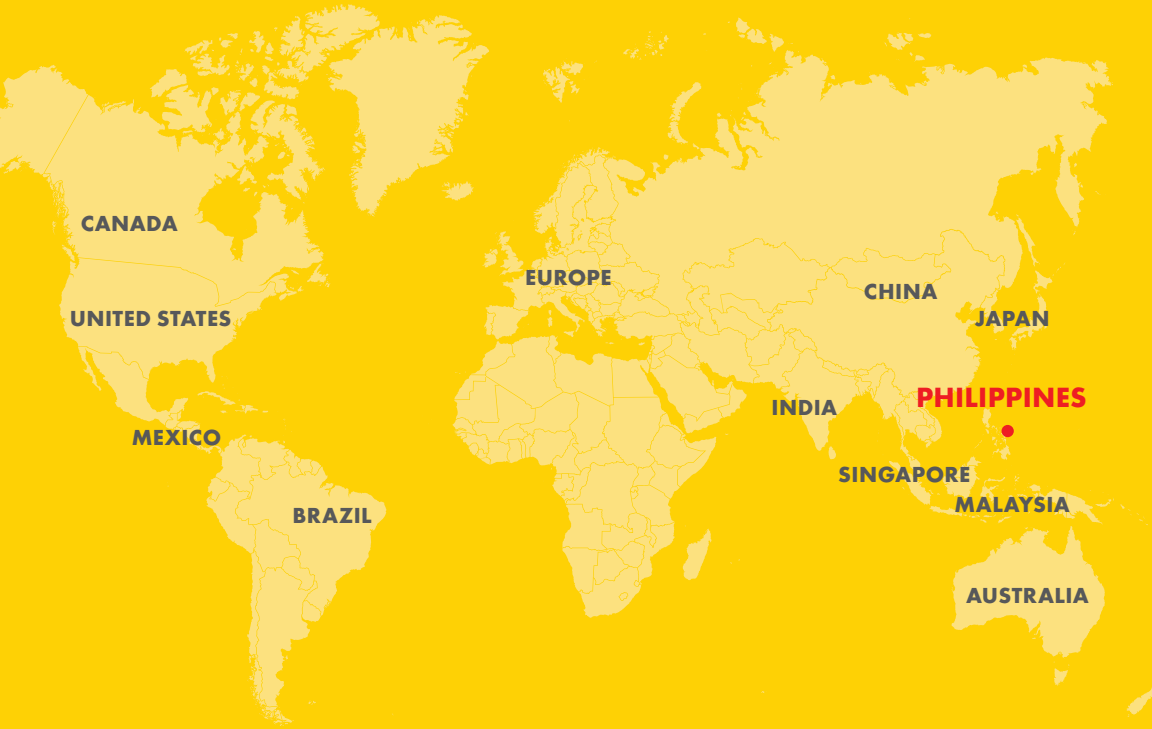 CANADA
EUROPE
CHINA
UNITED STATES
JAPAN
PHILIPPINES
INDIA
MEXICO
SINGAPORE
MALAYSIA
BRAZIL
AUSTRALIA